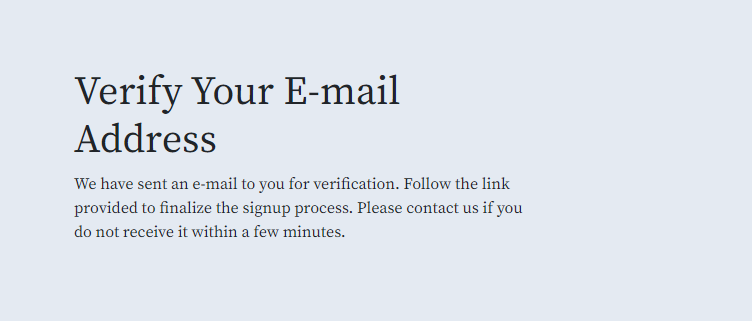 Verify Your E-mail
Address
We have sent an e-mail to you for verification. Follow the link
provided to finalize the signup process. Please contact us if you
do not receive it within a few minutes.